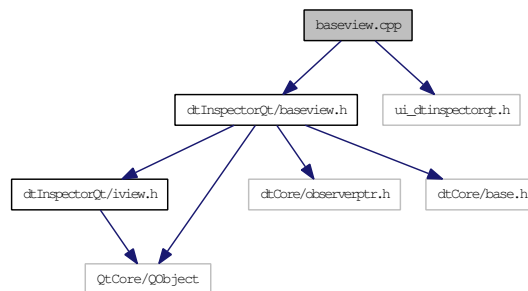 baseview.cpp
dtInspectorQt/baseview.h
ui_dtinspectorqt.h
dtInspectorQt/iview.h
dtCore/observerptr.h
dtCore/base.h
QtCore/QObject